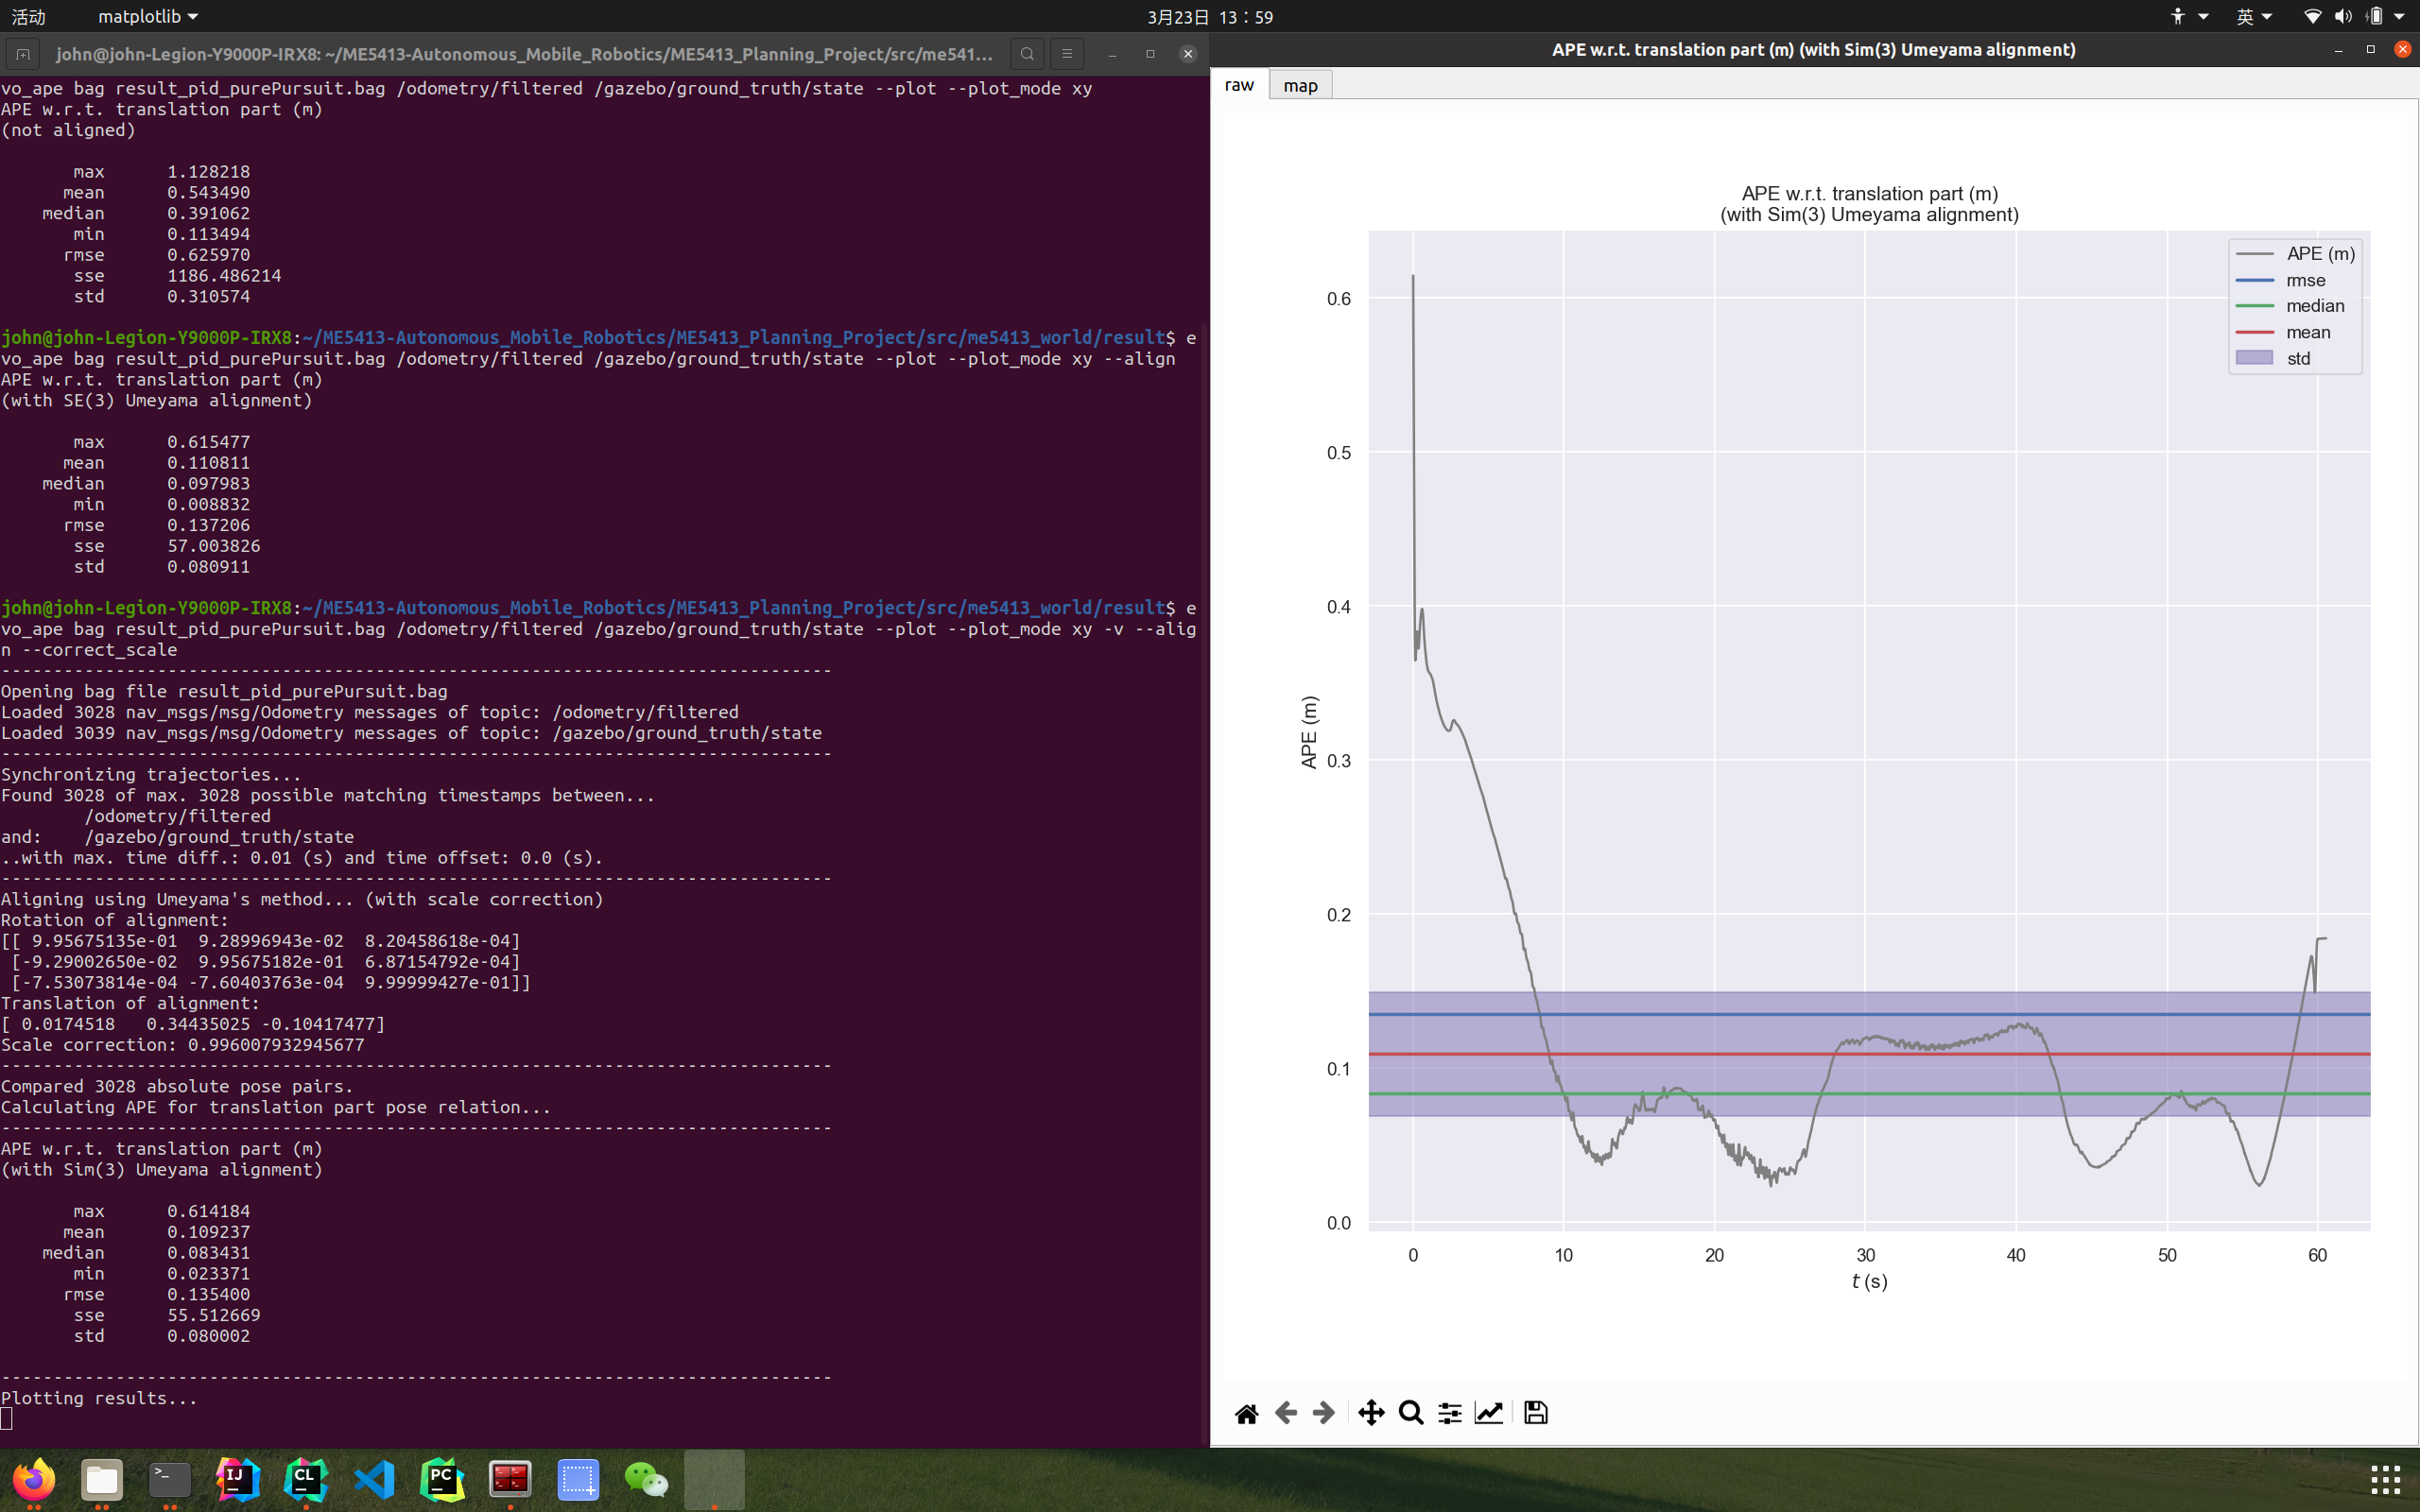 活动
matplotlib
3月23日 13：59
英
john@john-Legion-Y9000P-IRX8: ~/ME5413-Autonomous_Mobile_Robotics/ME5413_Planning_Project/src/me541...
vo_ape bag result_pid_purePursuit.bag /odometry/filtered /gazebo/ground_truth/state --plot --plot_mode xy
APE w.r.t. translation part (m)
(not aligned)
max 1.128218
mean 0.543490
median 0.391062
min 0.113494
rmse 0.625970
sse 1186.486214
std 0.310574
john@john-Legion-Y9000P-IRX8:~/ME5413-Autonomous_Mobile_Robotics/ME5413_Planning_Project/src/me5413_world/result$ e
vo_ape bag result_pid_purePursuit.bag /odometry/filtered /gazebo/ground_truth/state --plot --plot_mode xy --align
APE w.r.t. translation part (m)
(with SE(3) Umeyama alignment)
max 0.615477
mean 0.110811
median 0.097983
min 0.008832
rmse 0.137206
sse 57.003826
std 0.080911
john@john-Legion-Y9000P-IRX8:~/ME5413-Autonomous_Mobile_Robotics/ME5413_Planning_Project/src/me5413_world/result$ e
vo_ape bag result_pid_purePursuit.bag /odometry/filtered /gazebo/ground_truth/state --plot --plot_mode xy -v --alig
n --correct_scale
--------------------------------------------------------------------------------
Opening bag file result_pid_purePursuit.bag
Loaded 3028 nav_msgs/msg/Odometry messages of topic: /odometry/filtered
Loaded 3039 nav_msgs/msg/Odometry messages of topic: /gazebo/ground_truth/state
--------------------------------------------------------------------------------
Synchronizing trajectories...
Found 3028 of max. 3028 possible matching timestamps between...
/odometry/filtered
and: /gazebo/ground_truth/state
..with max. time diff.: 0.01 (s) and time offset: 0.0 (s).
--------------------------------------------------------------------------------
Aligning using Umeyama's method... (with scale correction)
Rotation of alignment:
[[ 9.95675135e-01 9.28996943e-02 8.20458618e-04]
[-9.29002650e-02 9.95675182e-01 6.87154792e-04]
[-7.53073814e-04 -7.60403763e-04 9.99999427e-01]]
Translation of alignment:
[ 0.0174518 0.34435025 -0.10417477]
Scale correction: 0.996007932945677
--------------------------------------------------------------------------------
Compared 3028 absolute pose pairs.
Calculating APE for translation part pose relation...
--------------------------------------------------------------------------------
APE w.r.t. translation part (m)
(with Sim(3) Umeyama alignment)
max 0.614184
mean 0.109237
median 0.083431
min 0.023371
rmse 0.135400
sse 55.512669
std 0.080002
--------------------------------------------------------------------------------
Plotting results...
APE w.r.t. translation part (m) (with Sim(3) Umeyama alignment)
raw
map
APE w.r.t. translation part (m)
(with Sim(3) Umeyama alignment)
APE (m)
rmse
median
mean
std
0.6
0.5
0.4
0.3
0.2
0.1
0.0
APE (m)
0 10 20 30 40 50 60
t (s)
>_
IJ
CL
PC